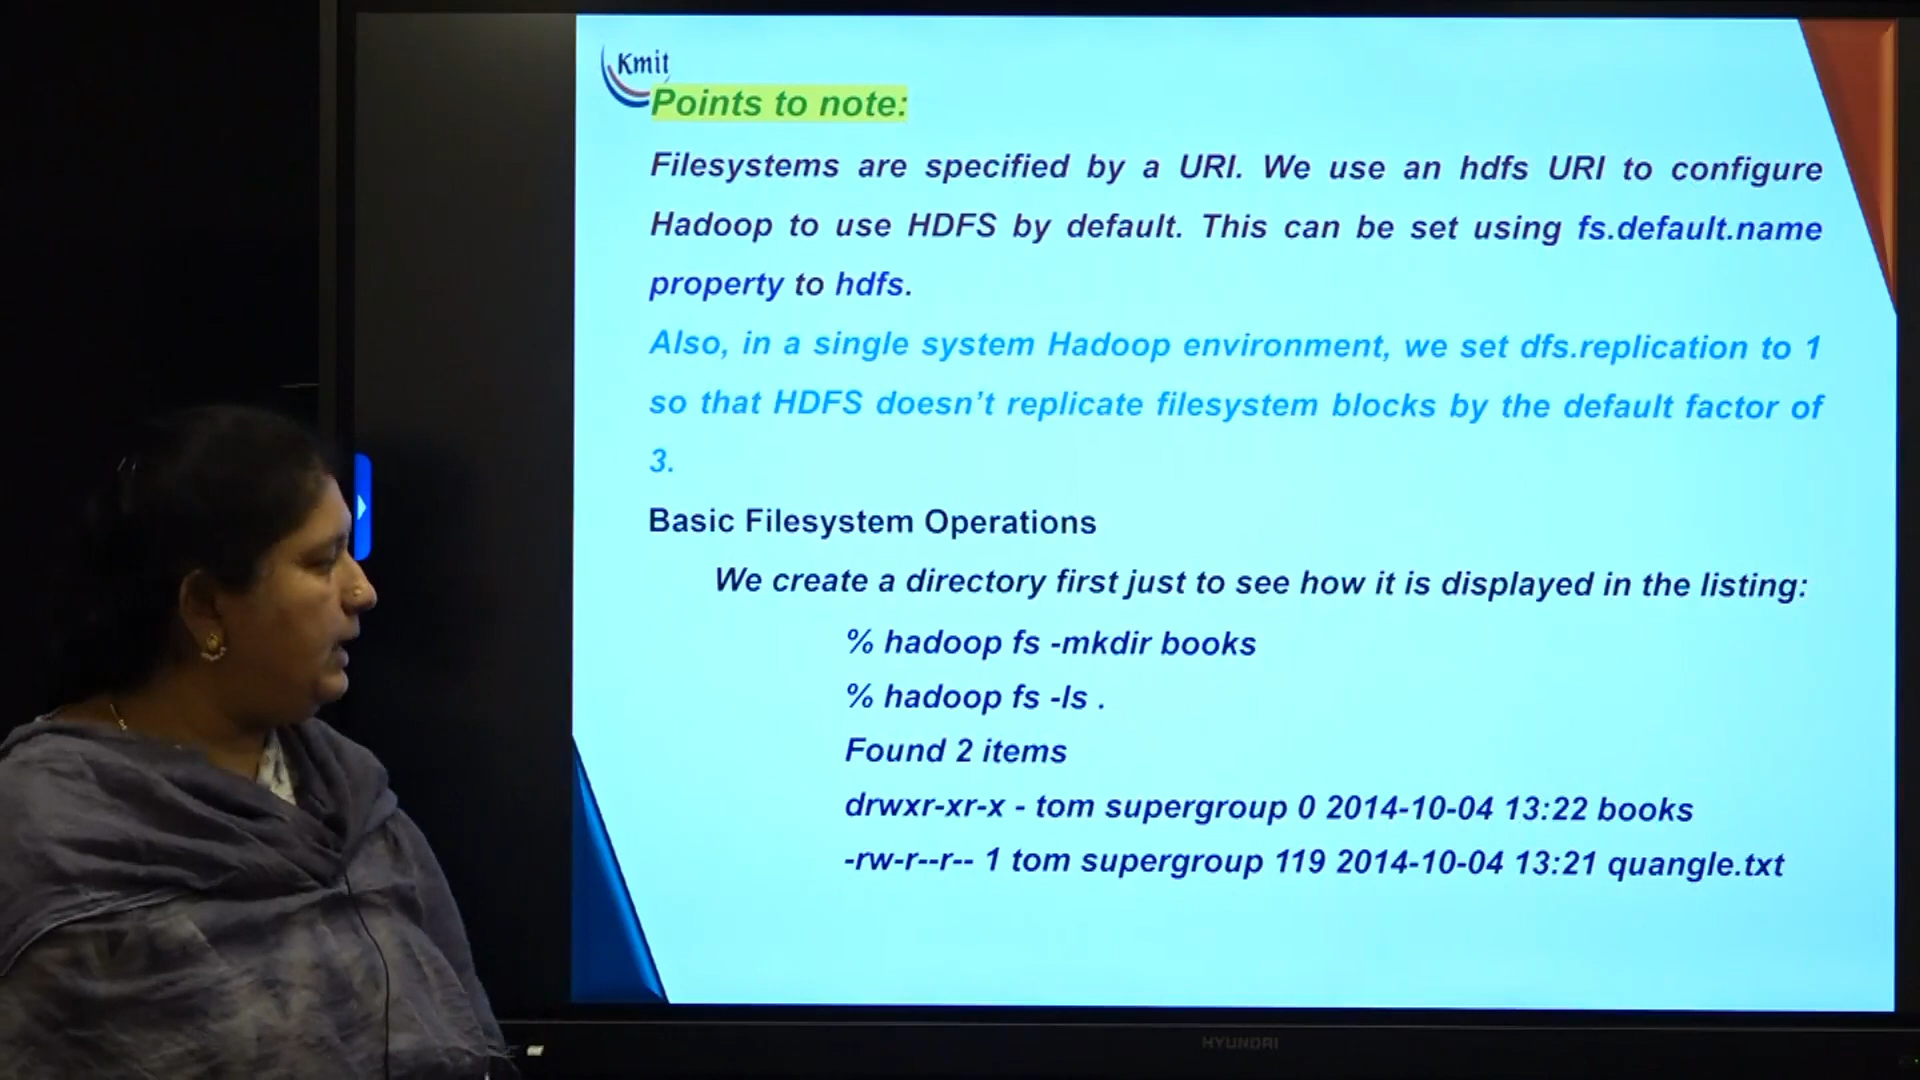 Kmit
Points to note:
Filesystems are specified by a URI. We use an hdfs URI to configure
Hadoop to use HDFS by default. This can be set using fs.default.name
property to hdfs.
Also, in a single system Hadoop environment, we set dfs.replication to 1
so that HDFS doesn’t replicate filesystem blocks by the default factor of
3.
Basic Filesystem Operations
We create a directory first just to see how it is displayed in the listing:
% hadoop fs -mkdir books
% hadoop fs -ls .
Found 2 items
drwxr-xr-x - tom supergroup 0 2014-10-04 13:22 books
-rw-r--r-- 1 tom supergroup 119 2014-10-04 13:21 quangle.txt
HYUNDAI